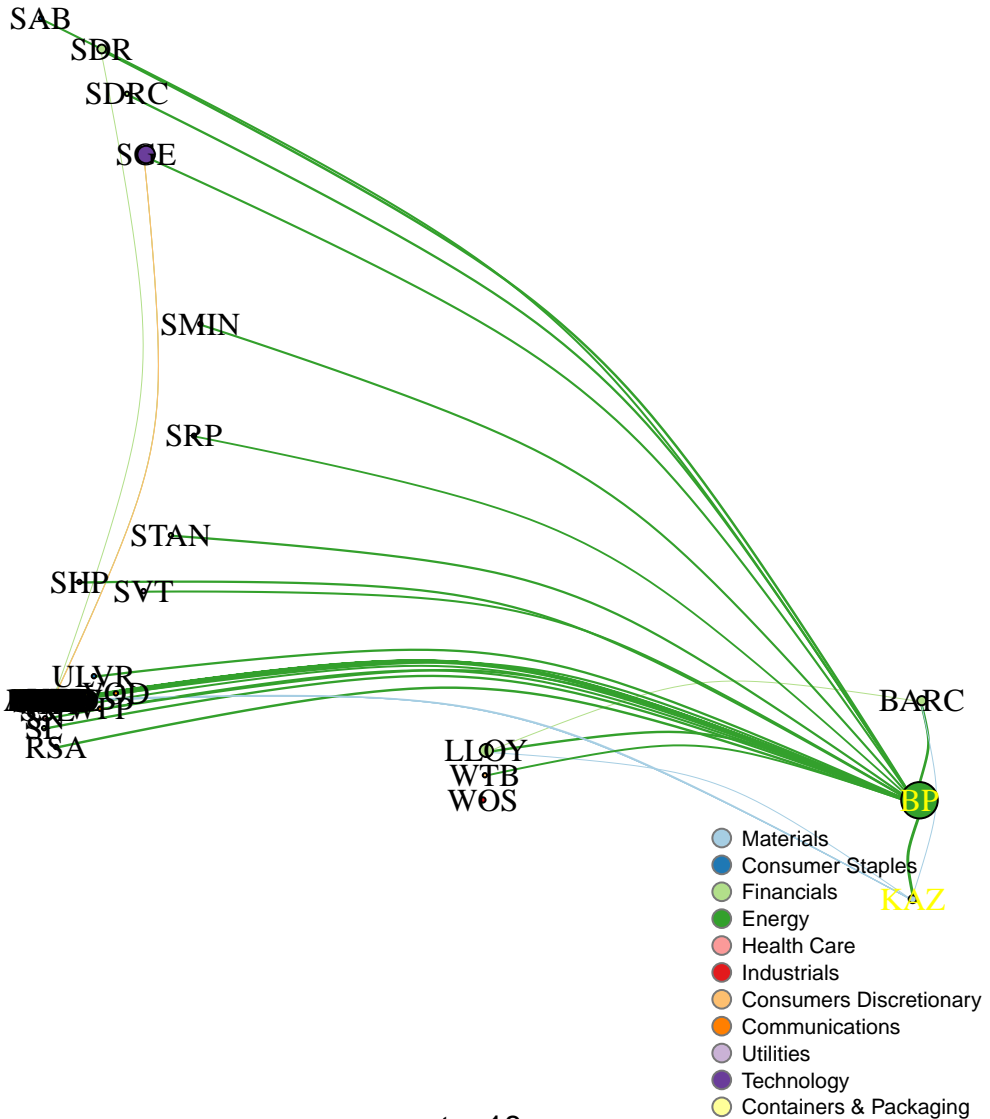 SAB
SDR
SDRC
SGE
SMIN
SRP
STAN
SHP
SVT
ULVR
RSA
BARC
LLOY
WTB
WOS
BP
KAZ
Materials
Consumer Staples
Financials
Energy
Health Care
Industrials
Consumers Discretionary
Communications
Utilities
Technology
Containers & Packaging